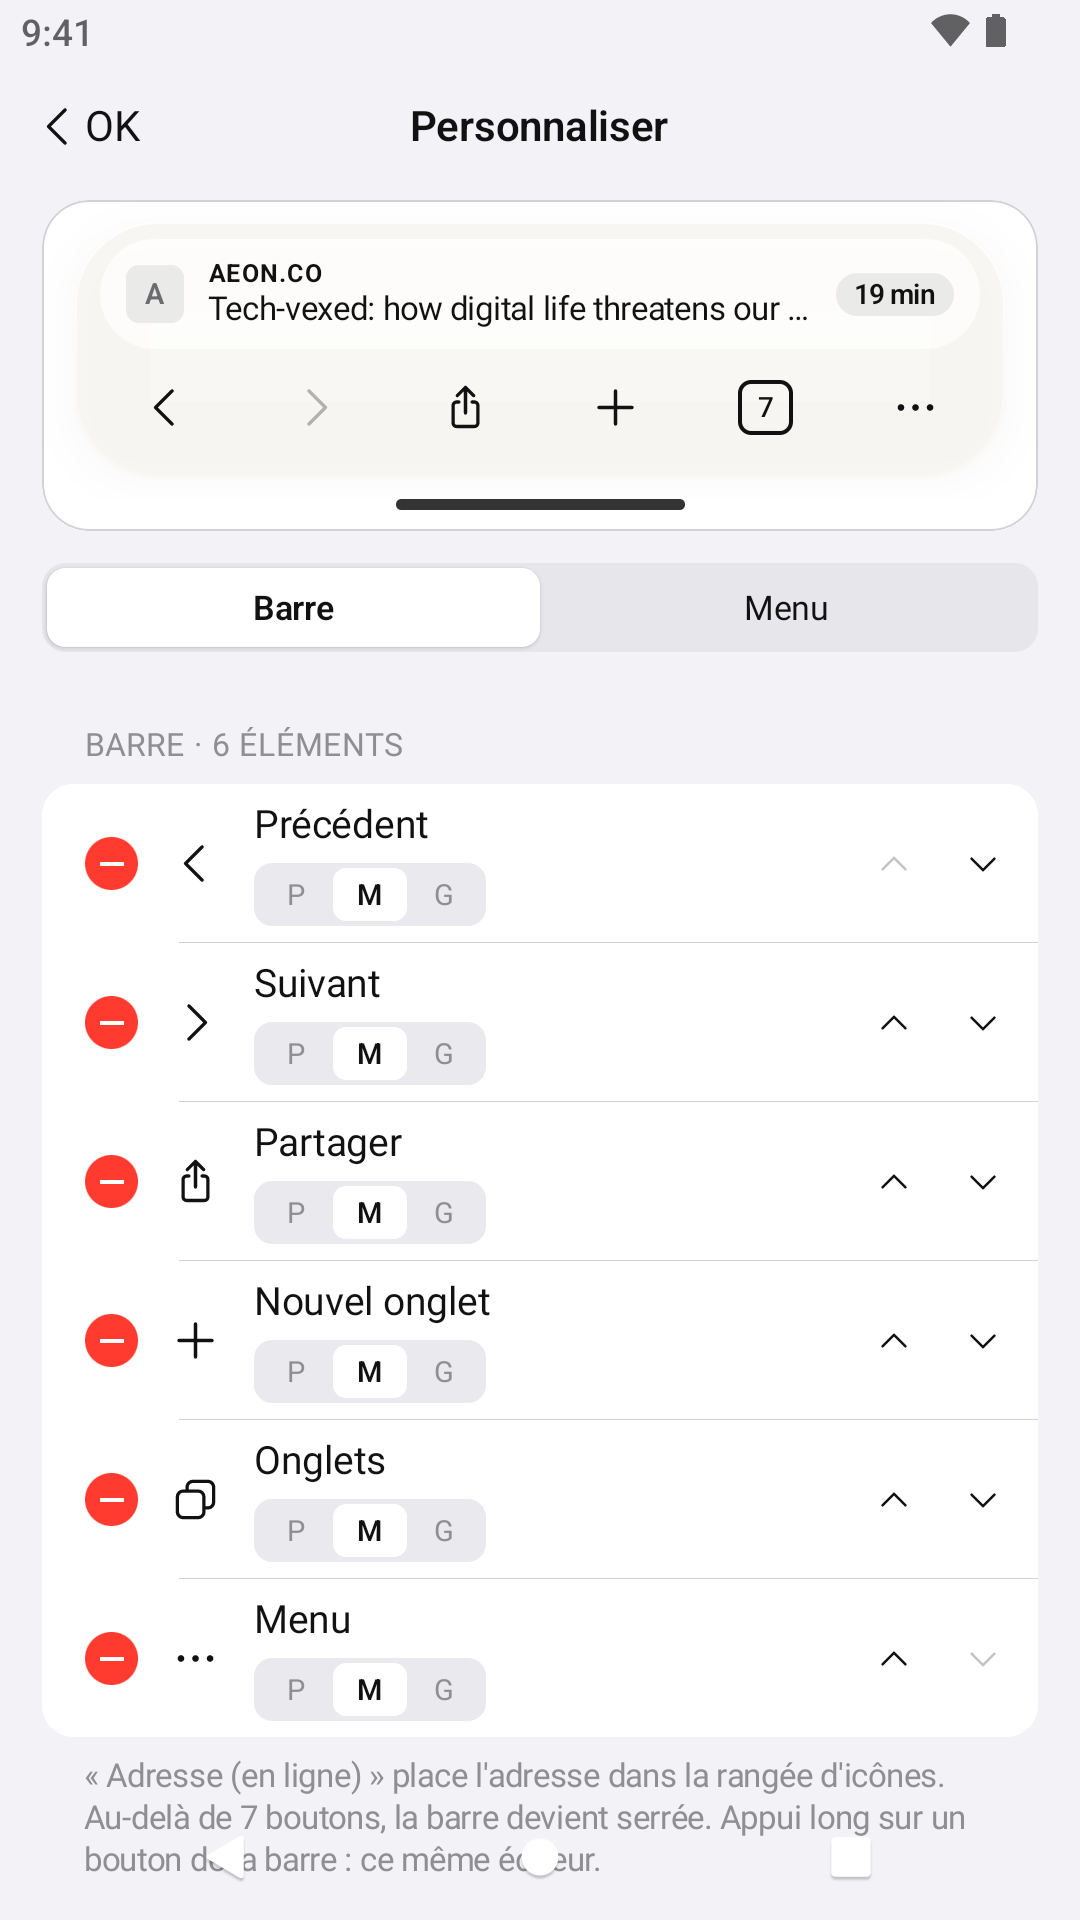 9:41
OK
Personnaliser
A
AEON.CO
Tech-vexed: how digital life threatens our ...
19 min
7
Barre
Menu
BARRE · 6 ÉLÉMENTS
Précédent
P M G
Suivant
P M G
Partager
P M G
Nouvel onglet
P M G
Onglets
P M G
Menu
P M G
« Adresse (en ligne) » place l'adresse dans la rangée d'icônes.
Au-delà de 7 boutons, la barre devient serrée. Appui long sur un
bouton barre : ce même